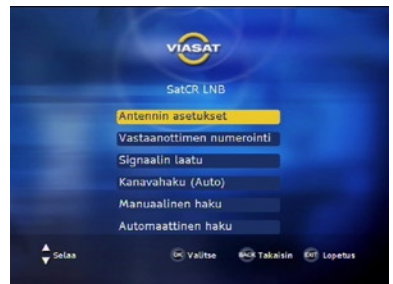 VIASAT
SatCR LNB
Antennin asetukset
Vastaanottimen numerointi
Signaalin laatu
Kanavahaku (Auto)
Manuaalinen haku
Automaattinen haku
Selaa OK Valitse BACK Takaisin EXIT Lopetus